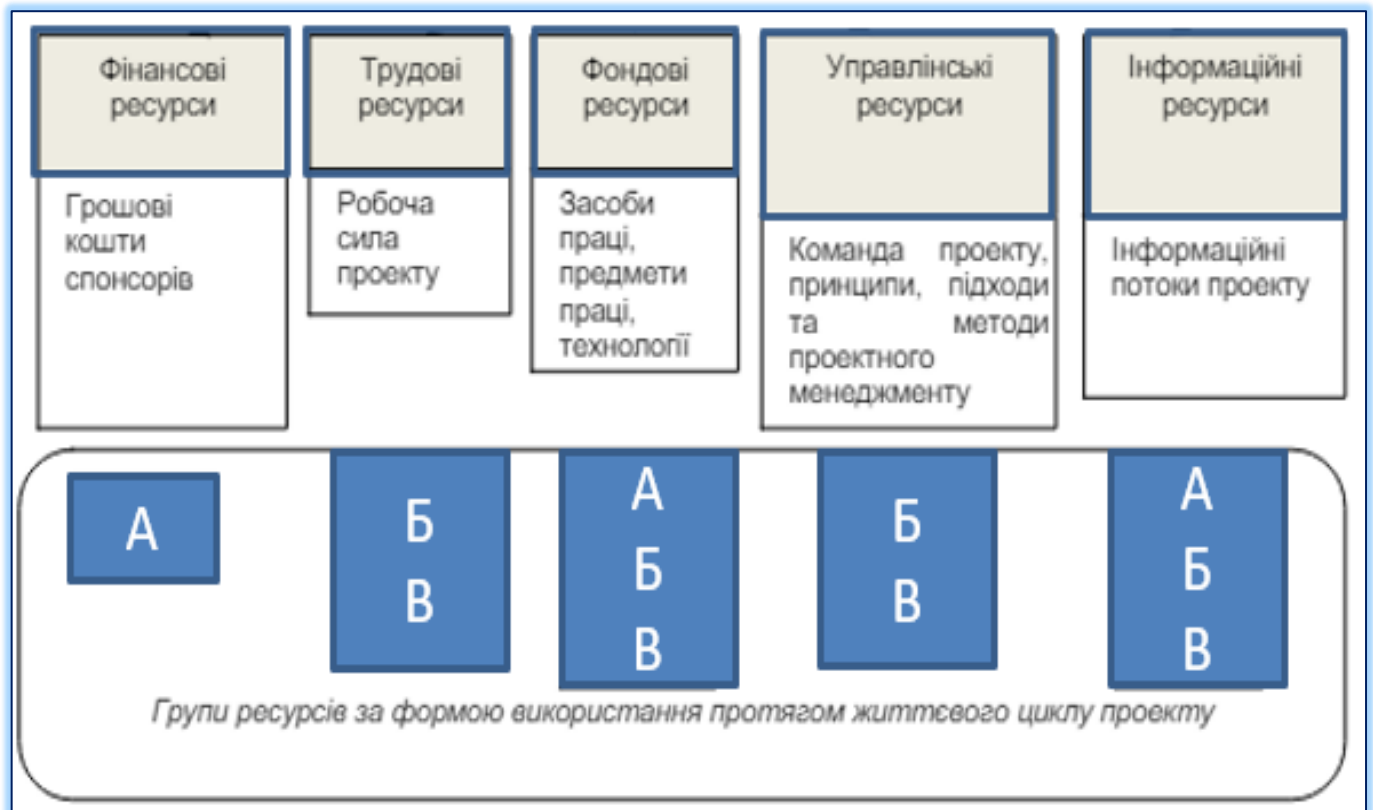 Фінансові
ресурси
Трудові
ресурси
Фондові
ресурси
Управлінські
ресурси
Інформаційні
ресурси
Грошові
кошти
спонсорів
Робоча
сила
проекту
Засоби
праці,
предмети
праці,
технології
Команда проекту,
принципи, підходи
та методи
проектного
менеджменту
Інформаційні
потоки проекту
А
Б
В
А
Б
В
Б
В
А
Б
В
Групи ресурсів за формою використання протягом життєвого циклу проекту